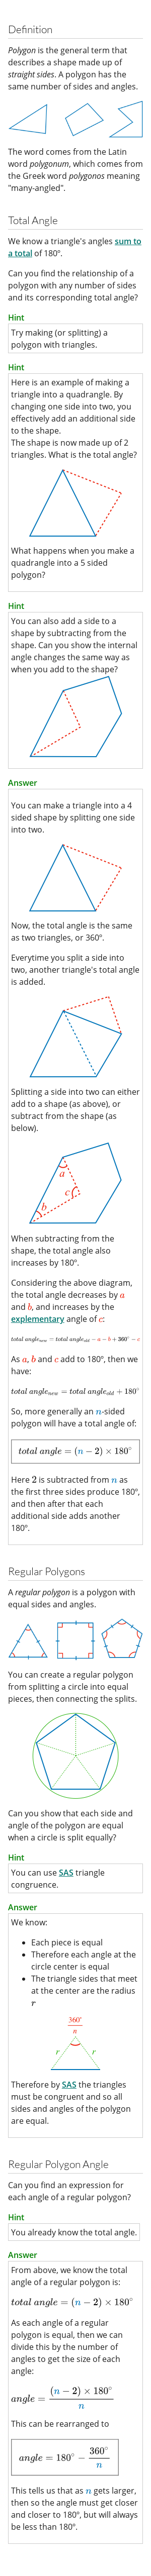 Definition
Polygon is the general term that
describes a shape made up of
straight sides. A polygon has the
same number of sides and angles.
The word comes from the Latin
word polygonum, which comes from
the Greek word polygonos meaning
"many-angled".
Total Angle
We know a triangle's angles sum to
a total of 180º.
Can you find the relationship of a
polygon with any number of sides
and its corresponding total angle?
Hint
Try making (or splitting) a
polygon with triangles.
Hint
Here is an example of making a
triangle into a quadrangle. By
changing one side into two, you
effectively add an additional side
to the shape.
The shape is now made up of 2
triangles. What is the total angle?
What happens when you make a
quadrangle into a 5 sided
polygon?
Hint
You can also add a side to a
shape by subtracting from the
shape. Can you show the internal
angle changes the same way as
when you add to the shape?
Answer
You can make a triangle into a 4
sided shape by splitting one side
into two.
Now, the total angle is the same
as two triangles, or 360º.
Everytime you split a side into
two, another triangle's total angle
is added.
Splitting a side into two can either
add to a shape (as above), or
subtract from the shape (as
below).
a
c
b
When subtracting from the
shape, the total angle also
increases by 180º.
Considering the above diagram,
the total angle decreases by a
and b, and increases by the
explementary angle of c:
total angle_new = total angle_old − a − b + 360° − c
As a, b and c add to 180º, then we
have:
total angle_new = total angle_old + 180°
So, more generally an n-sided
polygon will have a total angle of:
total angle = (n − 2) × 180°
Here 2 is subtracted from n as
the first three sides produce 180º,
and then after that each
additional side adds another
180º.
Regular Polygons
A regular polygon is a polygon with
equal sides and angles.
You can create a regular polygon
from splitting a circle into equal
pieces, then connecting the splits.
Can you show that each side and
angle of the polygon are equal
when a circle is split equally?
Hint
You can use SAS triangle
congruence.
Answer
We know:
• Each piece is equal
• Therefore each angle at the
circle center is equal
• The triangle sides that meet
at the center are the radius
r
360°
n
r r
Therefore by SAS the triangles
must be congruent and so all
sides and angles of the polygon
are equal.
Regular Polygon Angle
Can you find an expression for
each angle of a regular polygon?
Hint
You already know the total angle.
Answer
From above, we know the total
angle of a regular polygon is:
total angle = (n − 2) × 180°
As each angle of a regular
polygon is equal, then we can
divide this by the number of
angles to get the size of each
angle:
angle = (n − 2) × 180° / n
This can be rearranged to
angle = 180° − 360° / n
This tells us that as n gets larger,
then so the angle must get closer
and closer to 180º, but will always
be less than 180º.